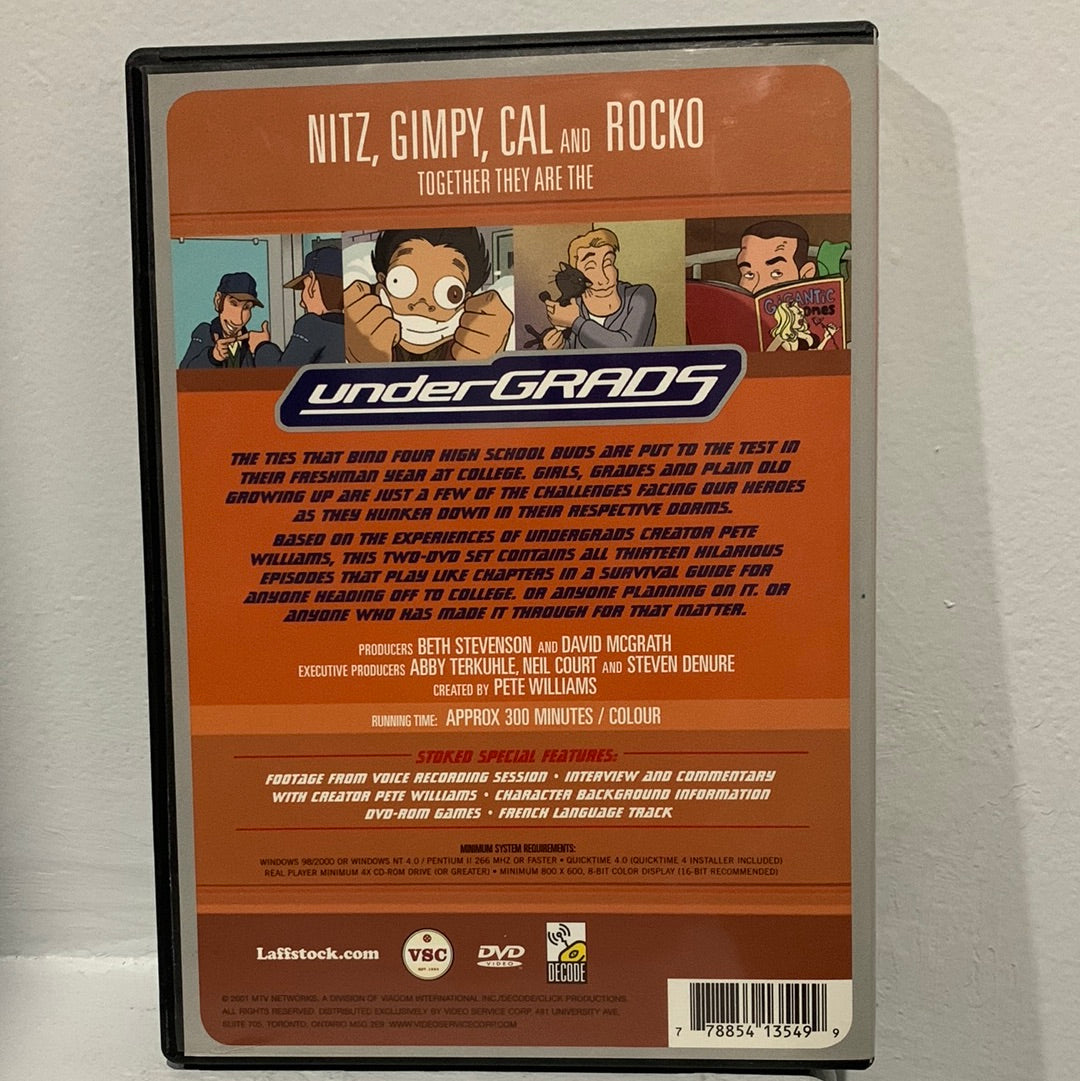 NITZ, GIMPY, CAL AND ROCKO
TOGETHER THEY ARE THE
GIGANTIC
underGRADS
THE TIES THAT BIND FOUR HIGH SCHOOL BUDS ARE PUT TO THE TEST IN
THEIR FRESHMAN YEAR AT COLLEGE. GIRLS, GRADES AND PLAIN OLD
GROWING UP ARE JUST A FEW OF THE CHALLENGES FACING OUR HEROES
AS THEY HUNKER DOWN IN THEIR RESPECTIVE DORMS.
BASED ON THE EXPERIENCES OF UNDERGRADS CREATOR PETE
WILLIAMS, THIS TWO-DVD SET CONTAINS ALL THIRTEEN HILARIOUS
EPISODES THAT PLAY LIKE CHAPTERS IN A SURVIVAL GUIDE FOR
ANYONE HEADING OFF TO COLLEGE. OR ANYONE PLANNING ON IT. OR
ANYONE WHO HAS MADE IT THROUGH FOR THAT MATTER.
PRODUCERS BETH STEVENSON AND DAVID MCGRATH
EXECUTIVE PRODUCERS ABBY TERKUHLE, NEIL COURT AND STEVEN DENURE
CREATED BY PETE WILLIAMS
RUNNING TIME: APPROX 300 MINUTES / COLOUR
STOKED SPECIAL FEATURES:
FOOTAGE FROM VOICE RECORDING SESSION • INTERVIEW AND COMMENTARY
WITH CREATOR PETE WILLIAMS • CHARACTER BACKGROUND INFORMATION
DVD-ROM GAMES • FRENCH LANGUAGE TRACK
MINIMUM SYSTEM REQUIREMENTS:
WINDOWS 98/2000 OR WINDOWS NT 4.0 / PENTIUM II 266 MHZ OR FASTER • QUICKTIME 4.0 (QUICKTIME 4 INSTALLER INCLUDED)
REAL PLAYER MINIMUM 4X CD-ROM DRIVE (OR GREATER) • MINIMUM 800 X 600, 8-BIT COLOR DISPLAY (16-BIT RECOMMENDED)
Laffstock.com
VSC
DVD
VIDEO
DECODE
© 2001 MTV NETWORKS. A DIVISION OF VIACOM INTERNATIONAL INC./DECODE/CLICK PRODUCTIONS.
ALL RIGHTS RESERVED. DISTRIBUTED EXCLUSIVELY BY VIDEO SERVICE CORP. 481 UNIVERSITY AVE,
SUITE 705, TORONTO, ONTARIO M5G 2E9. WWW.VIDEOSERVICECORP.COM
7 78854 13549 9